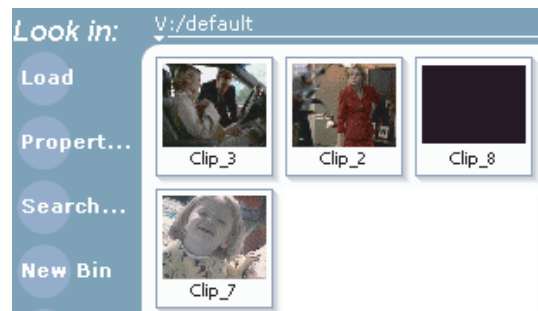 Look in:
V:/default
Load
Propert...
Search...
New Bin
Clip_3
Clip_2
Clip_8
Clip_7